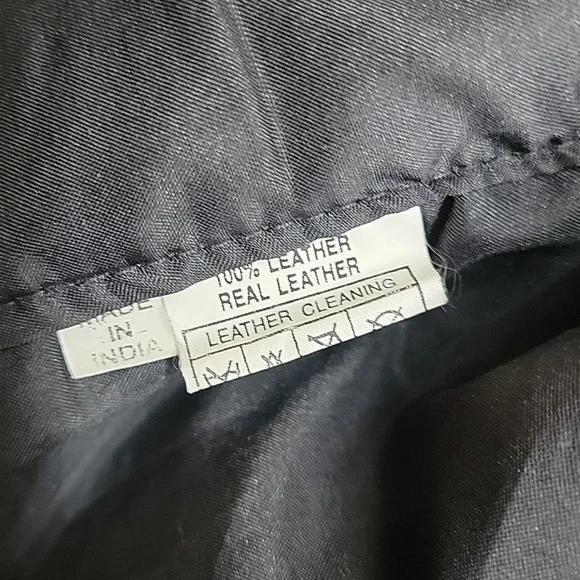 100% LEATHER
REAL LEATHER
LEATHER CLEANING
MADE
-IN-
INDIA